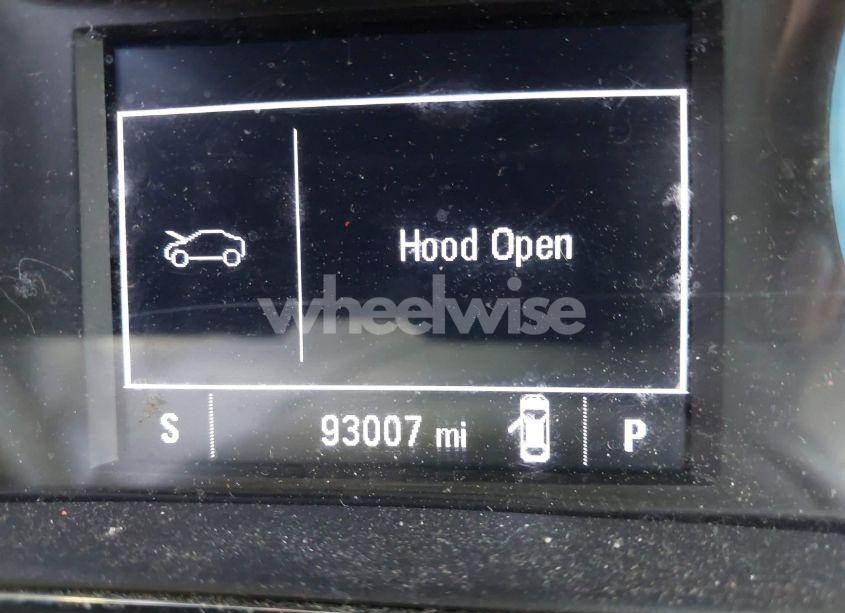 Hood Open
wheelwise
S 93007 mi P